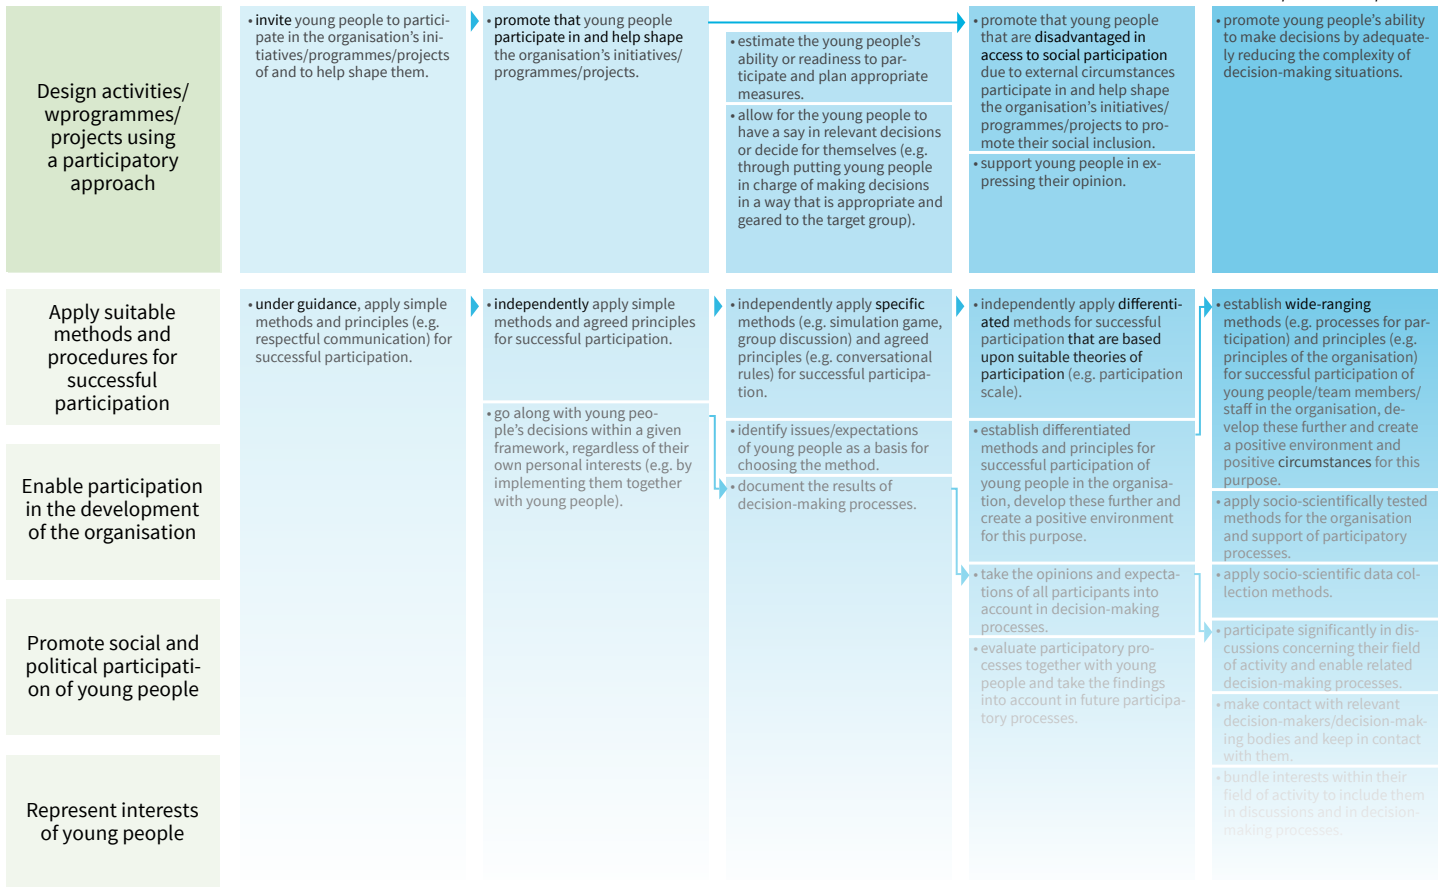 Design activities/
wprogrammes/
projects using
a participatory
approach
• invite young people to partici-
pate in the organisation's ini-
tiatives/programmes/projects
of and to help shape them.
• promote that young people
participate in and help shape
the organisation's initiatives/
programmes/projects.
• estimate the young people's
ability or readiness to par-
ticipate and plan appropriate
measures.
• allow for the young people to
have a say in relevant decisions
or decide for themselves (e.g.
through putting young people
in charge of making decisions
in a way that is appropriate and
geared to the target group).
• promote that young people
that are disadvantaged in
access to social participation
due to external circumstances
participate in and help shape
the organisation's initiatives/
programmes/projects to pro-
mote their social inclusion.
• support young people in ex-
pressing their opinion.
• promote young people's ability
to make decisions by adequate-
ly reducing the complexity of
decision-making situations.
Apply suitable
methods and
procedures for
successful
participation
• under guidance, apply simple
methods and principles (e.g.
respectful communication) for
successful participation.
• independently apply simple
methods and agreed principles
for successful participation.
• go along with young peo-
ple's decisions within a given
framework, regardless of their
own personal interests (e.g. by
implementing them together
with young people).
• independently apply specific
methods (e.g. simulation game,
group discussion) and agreed
principles (e.g. conversational
rules) for successful participa-
tion.
• identify issues/expectations
of young people as a basis for
choosing the method.
• document the results of
decision-making processes.
• independently apply differenti-
ated methods for successful
participation that are based
upon suitable theories of
participation (e.g. participation
scale).
• establish differentiated
methods and principles for
successful participation of
young people in the organisa-
tion, develop these further and
create a positive environment
for this purpose.
• take the opinions and expecta-
tions of all participants into
account in decision-making
processes.
• evaluate participatory pro-
cesses together with young
people and take the findings
into account in future participa-
tory processes.
• establish wide-ranging
methods (e.g. processes for par-
ticipation) and principles (e.g.
principles of the organisation)
for successful participation of
young people/team members/
staff in the organisation, de-
velop these further and create
a positive environment and
positive circumstances for this
purpose.
• apply socio-scientifically tested
methods for the organisation
and support of participatory
processes.
• apply socio-scientific data col-
lection methods.
• participate significantly in dis-
cussions concerning their field
of activity and enable related
decision-making processes.
• make contact with relevant
decision-makers/decision-mak-
ing bodies and keep in contact
with them.
• bundle interests within their
field of activity to include them
in discussions and in decision-
making processes.
Enable participation
in the development
of the organisation
Promote social and
political participati-
on of young people
Represent interests
of young people